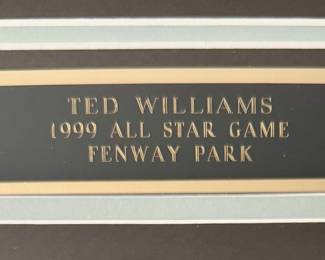 TED WILLIAMS
1999 ALL STAR GAME
FENWAY PARK